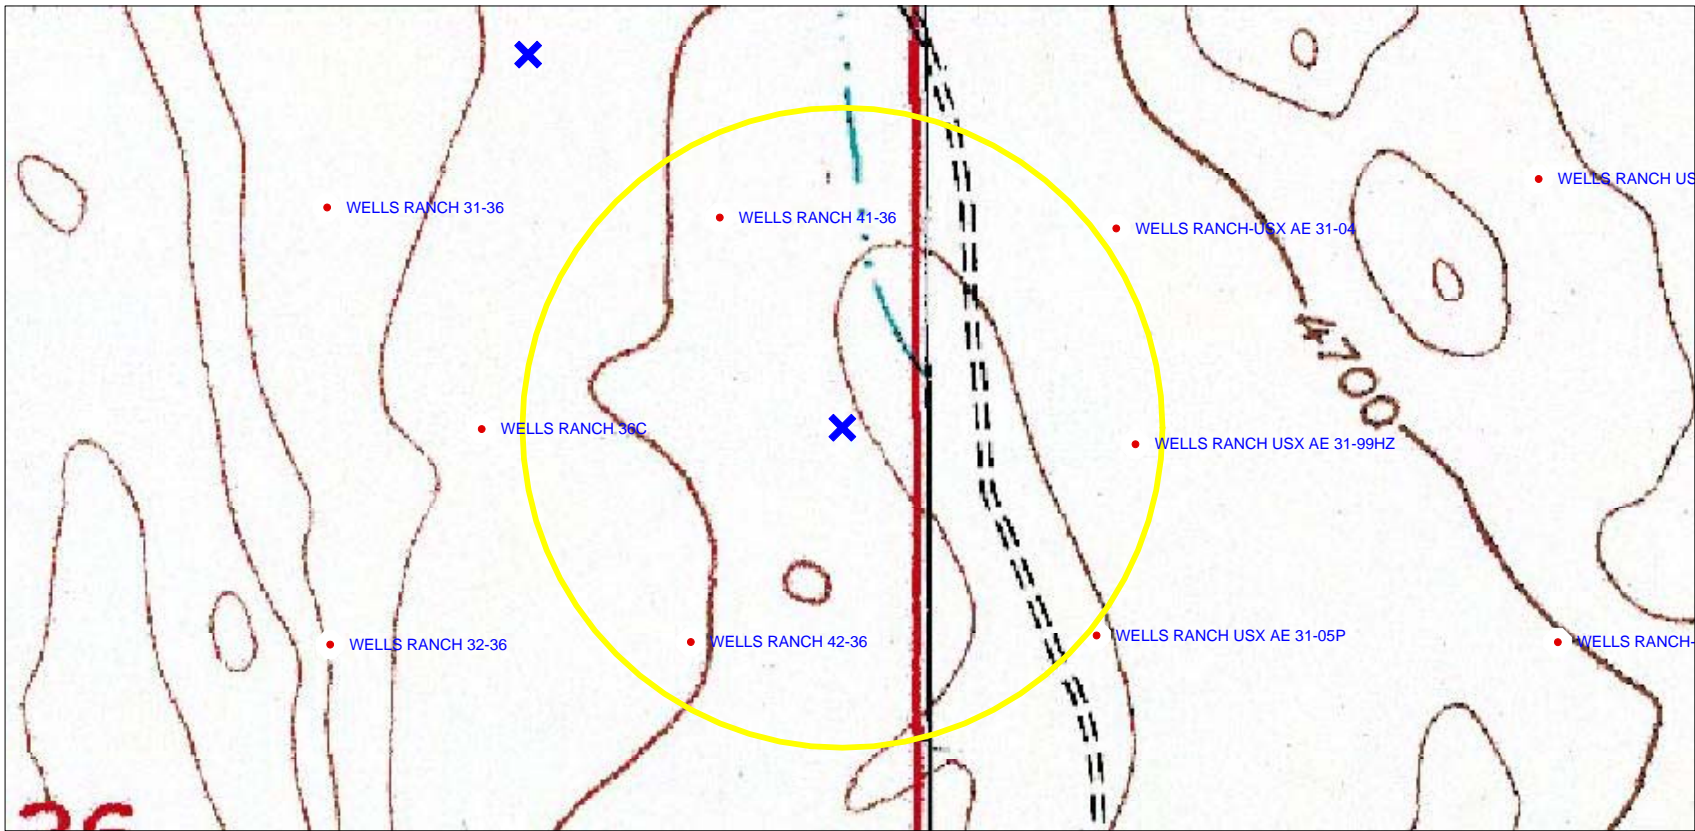 WELLS RANCH US
WELLS RANCH 31-36
WELLS RANCH 41-36
WELLS RANCH-USX AE 31-04
4700
WELLS RANCH 36C
WELLS RANCH USX AE 31-99HZ
WELLS RANCH 32-36
WELLS RANCH 42-36
WELLS RANCH USX AE 31-05P
WELLS RANCH-
36